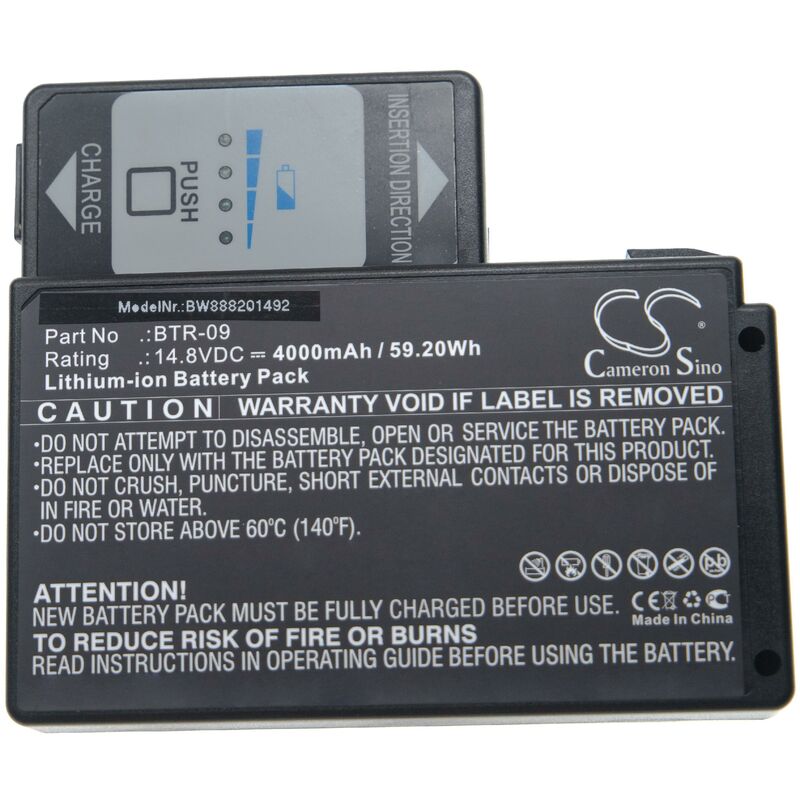 CHARGE
PUSH
INSERTION DIRECTION
ModelNr.:BW888201492
Part No .:BTR-09
Rating .:14.8VDC ⎓ 4000mAh / 59.20Wh
Lithium-ion Battery Pack
CS
Cameron Sino
CAUTION WARRANTY VOID IF LABEL IS REMOVED
•DO NOT ATTEMPT TO DISASSEMBLE, OPEN OR SERVICE THE BATTERY PACK.
•REPLACE ONLY WITH THE BATTERY PACK DESIGNATED FOR THIS PRODUCT.
•DO NOT CRUSH, PUNCTURE, SHORT EXTERNAL CONTACTS OR DISPOSE OF
IN FIRE OR WATER.
•DO NOT STORE ABOVE 60°C (140°F).
ATTENTION!
NEW BATTERY PACK MUST BE FULLY CHARGED BEFORE USE.
TO REDUCE RISK OF FIRE OR BURNS
READ INSTRUCTIONS IN OPERATING GUIDE BEFORE USING THE BATTERY.
CE
MADE IN CHINA